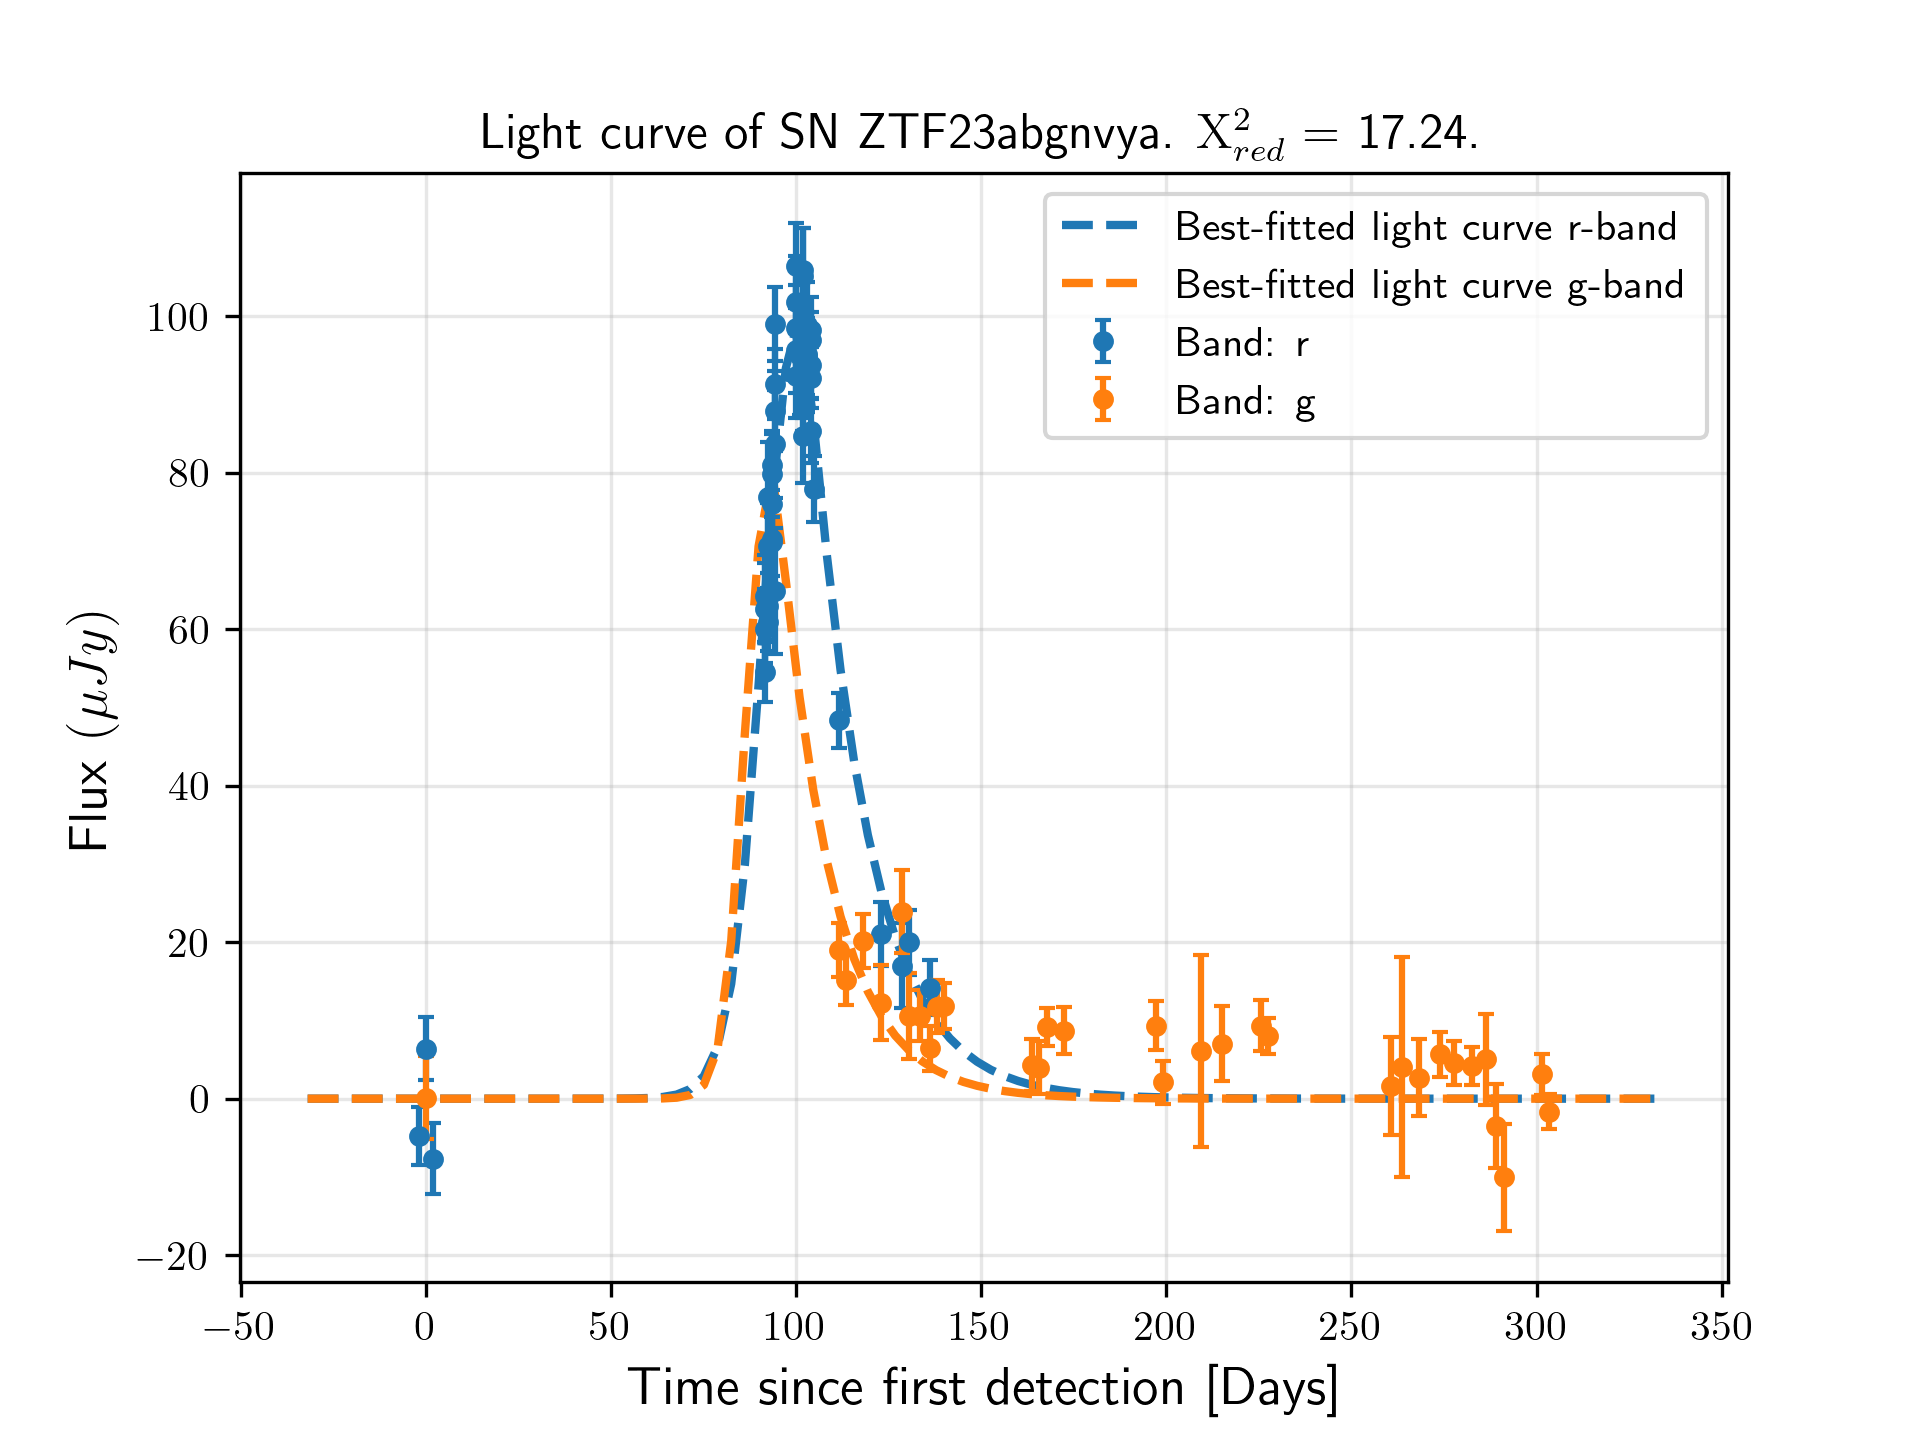 Light curve of SN ZTF23abgnvya. X²_red = 17.24.
Best-fitted light curve r-band
Best-fitted light curve g-band
Band: r
Band: g
Flux (μJy)
100
80
60
40
20
0
−20
−50 0 50 100 150 200 250 300 350
Time since first detection [Days]